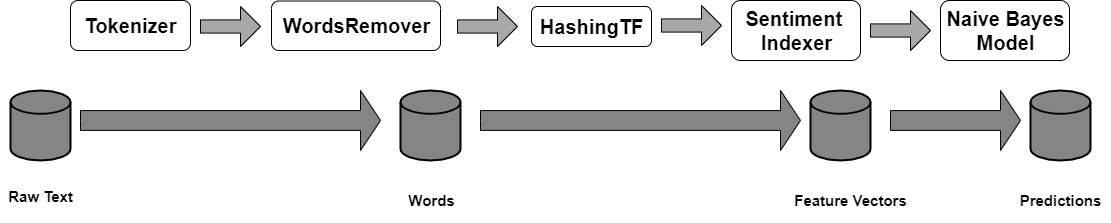 Tokenizer
WordsRemover
HashingTF
Sentiment
Indexer
Naive Bayes
Model
Raw Text
Words
Feature Vectors
Predictions